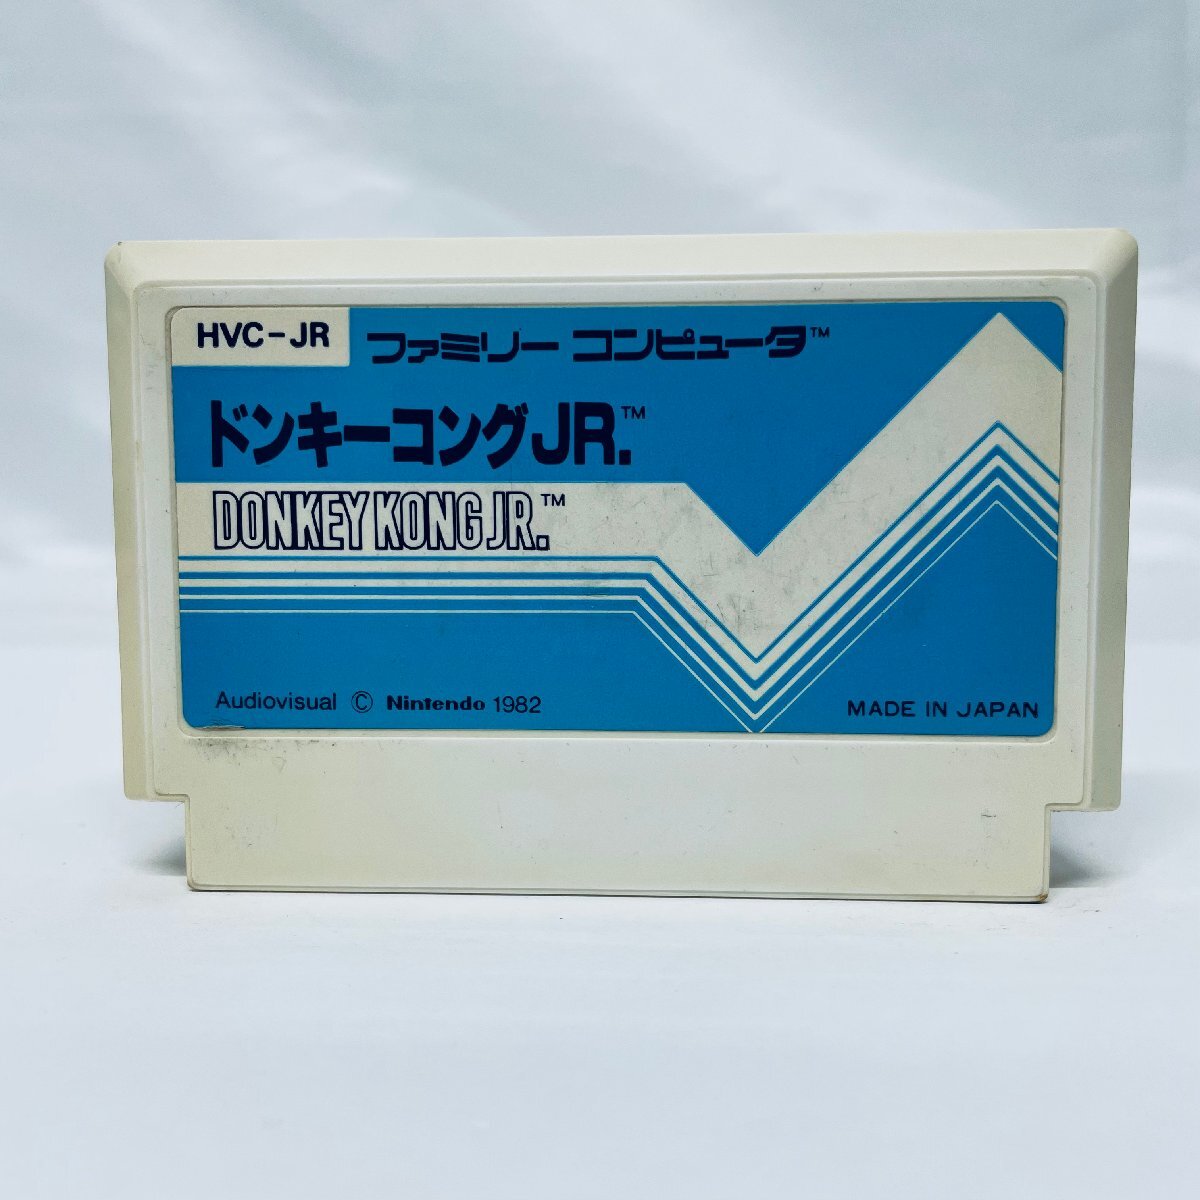 HVC-JR
ファミリー コンピュータ™
ドンキーコングJR.™
DONKEY KONG JR.™
Audiovisual © Nintendo 1982
MADE IN JAPAN